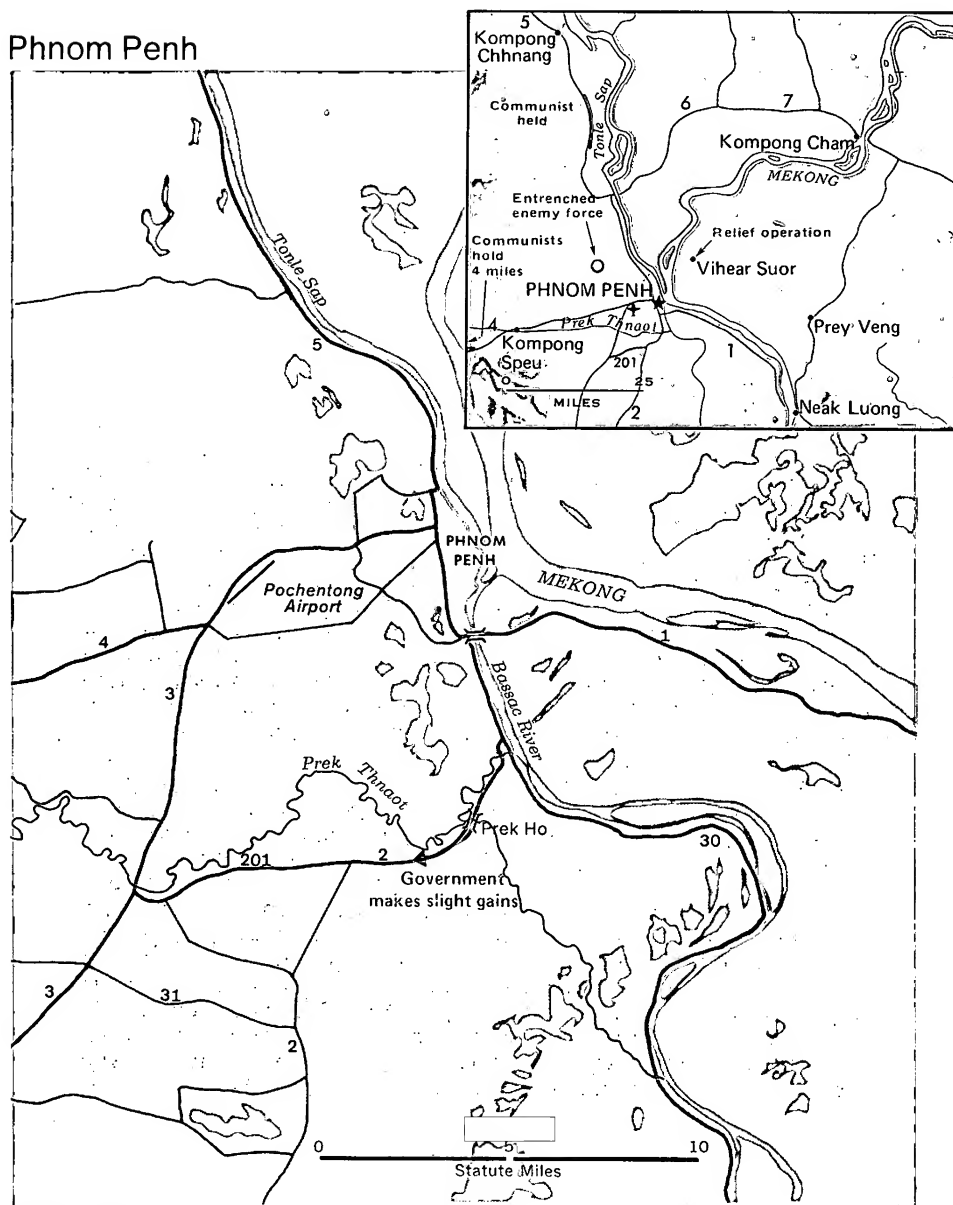 Phnom Penh
5
Kompong
Chhnang
Communist
held
Tonle Sap
6
7
Kompong Cham
MEKONG
Entrenched
enemy force
Relief operation
Communists
hold
4 miles
Vihear Suor
PHNOM PENH
Prek Thnaot
4
Kompong
Speu
201
1
Prey Veng
0
25
MILES
2
Neak Luong
Tonle Sap
5
PHNOM
PENH
MEKONG
Pochentong
Airport
4
1
3
Bassac River
Prek Thnaot
Prek Ho
30
201
2
Government
makes slight gains
3
31
2
0
5
10
Statute Miles